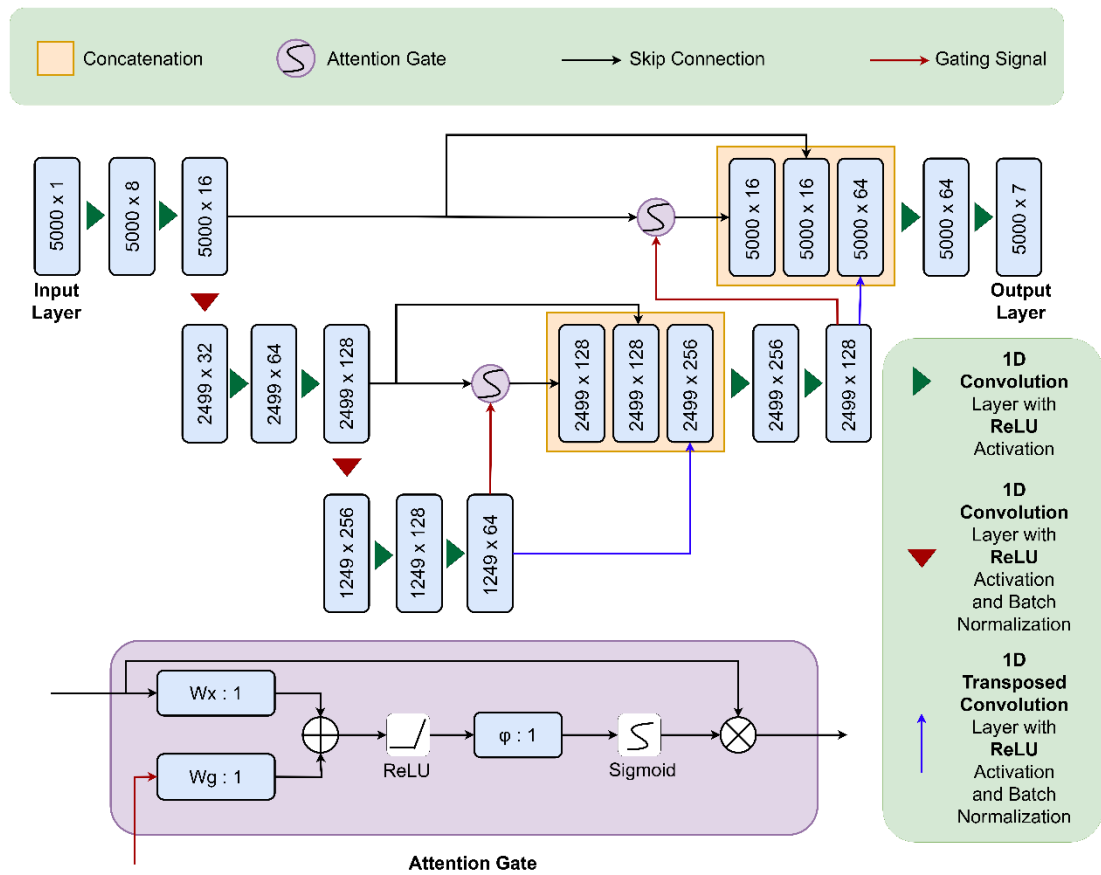 Concatenation
Attention Gate
Skip Connection
Gating Signal
5000 x 1
5000 x 8
5000 x 16
5000 x 16
5000 x 16
5000 x 64
5000 x 64
5000 x 7
Input
Layer
Output
Layer
2499 x 32
2499 x 64
2499 x 128
2499 x 128
2499 x 128
2499 x 256
2499 x 256
2499 x 128
1249 x 256
1249 x 128
1249 x 64
1D
Convolution
Layer with
ReLU
Activation
1D
Convolution
Layer with
ReLU
Activation
and Batch
Normalization
1D
Transposed
Convolution
Layer with
ReLU
Activation
and Batch
Normalization
Wx : 1
Wg : 1
ReLU
φ : 1
Sigmoid
Attention Gate